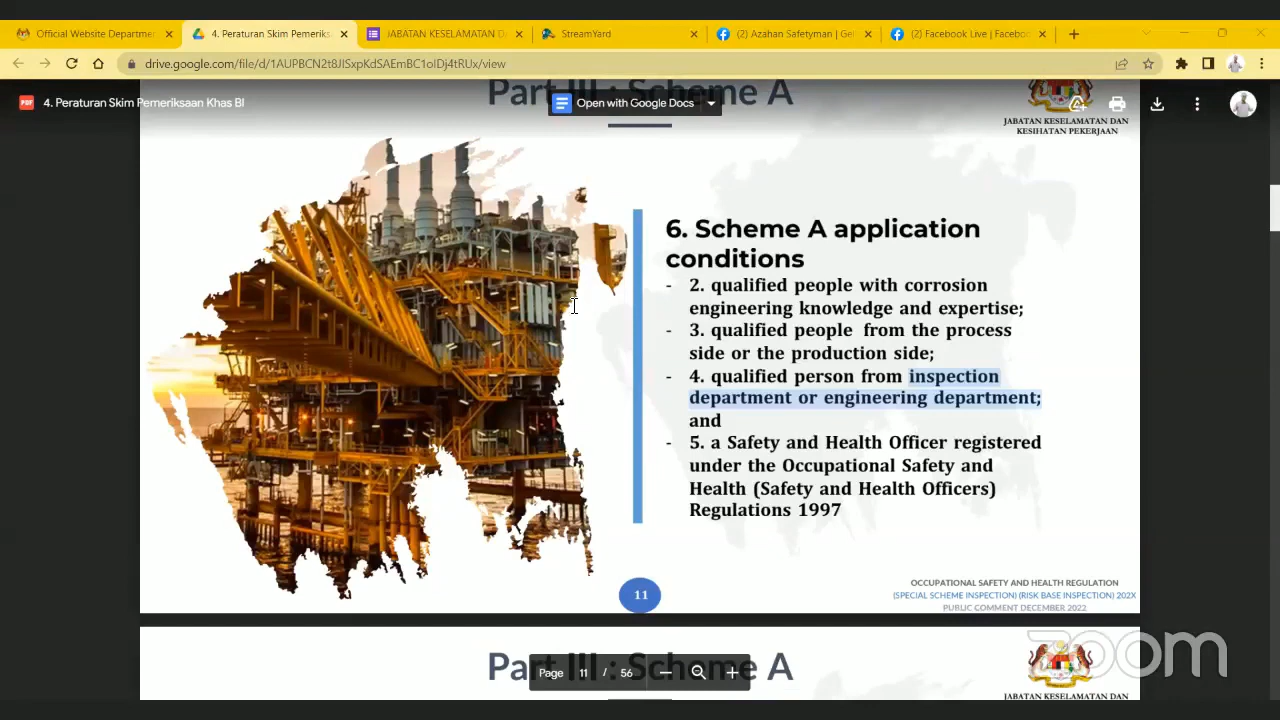 Official Website Departme
4. Peraturan Skim Pemeriksa
JABATAN KESELAMATAN D
StreamYard
(2) Azahan Safetyman | Ge
(2) Facebook Live | Facebo
drive.google.com/file/d/1AUPBCN2t8JISxpKdSAEmBC1oIDj4tRUx/view
Part III : Scheme A
PDF
4. Peraturan Skim Pemeriksaan Khas BI
Open with Google Docs
JABATAN KESELAMATAN DAN
KESIHATAN PEKERJAAN
6. Scheme A application
conditions
- 2. qualified people with corrosion
engineering knowledge and expertise;
- 3. qualified people from the process
side or the production side;
- 4. qualified person from inspection
department or engineering department;
and
- 5. a Safety and Health Officer registered
under the Occupational Safety and
Health (Safety and Health Officers)
Regulations 1997
11
OCCUPATIONAL SAFETY AND HEALTH REGULATION
(SPECIAL SCHEME INSPECTION) (RISK BASE INSPECTION) 202X
PUBLIC COMMENT DECEMBER 2022
Part III : Scheme A
zoom
Page 11 / 56
JABATAN KESELAMATAN DAN